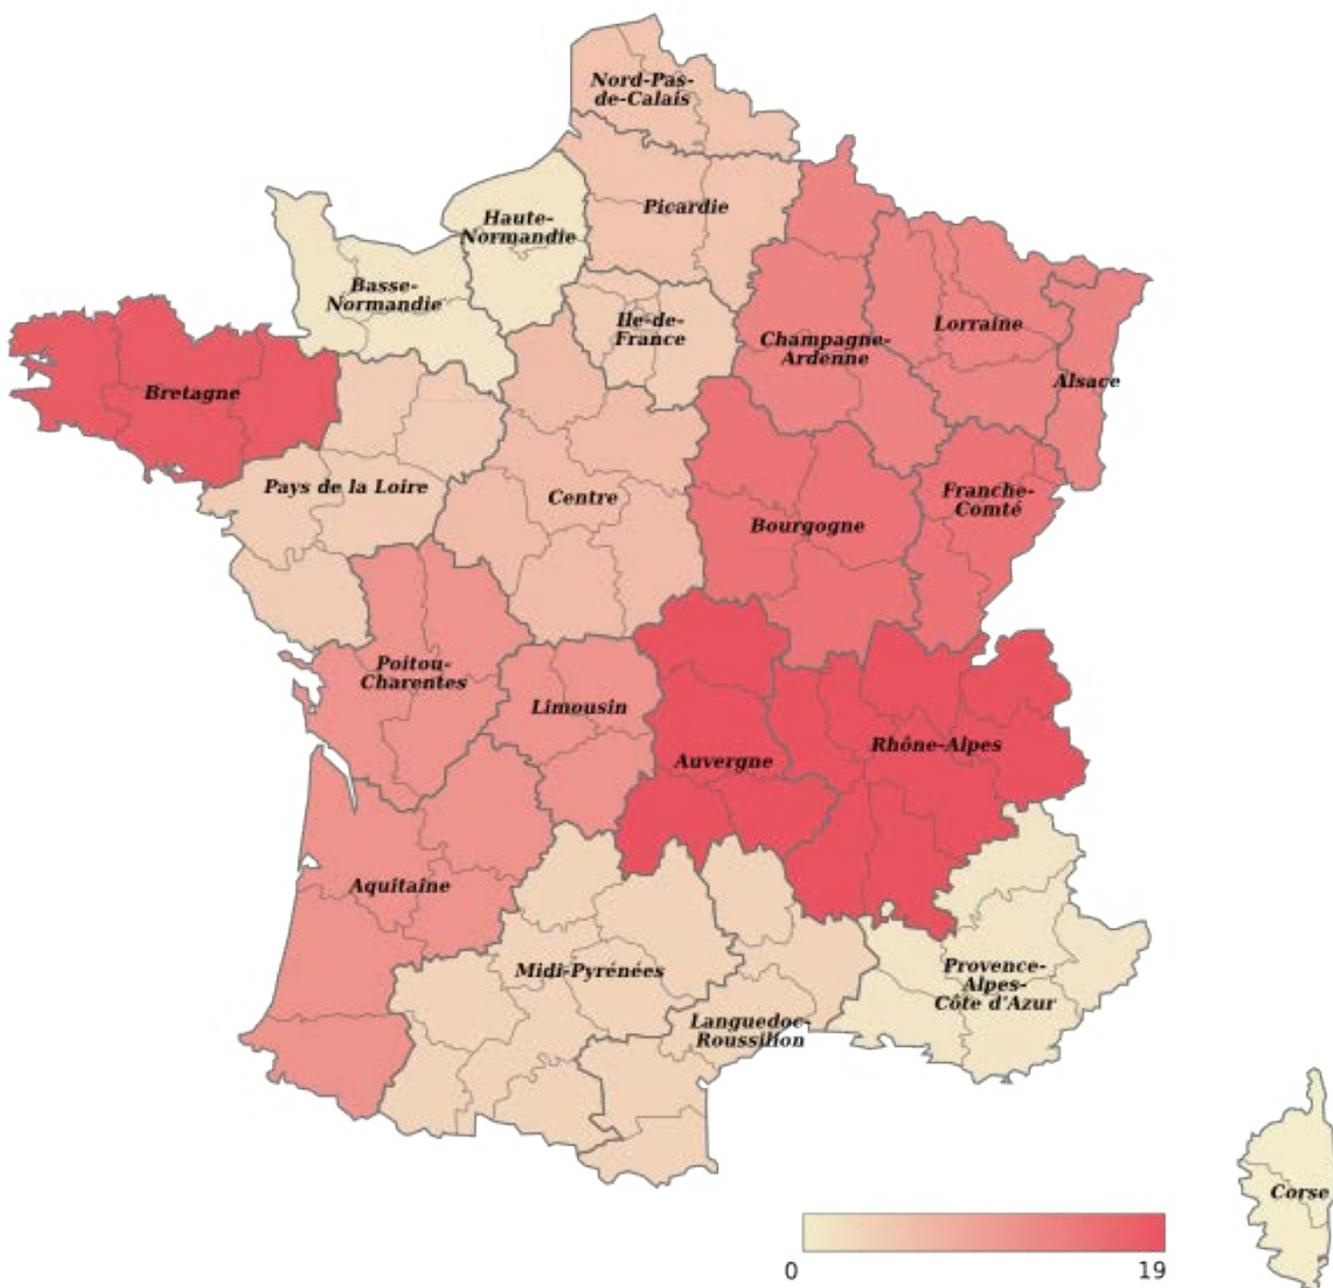 Nord-Pas-
de-Calais
Picardie
Haute-
Normandie
Basse-
Normandie
Ile-de-
France
Champagne-
Ardenne
Lorraine
Alsace
Bretagne
Pays de la Loire
Centre
Bourgogne
Franche-
Comté
Poitou-
Charentes
Limousin
Auvergne
Rhône-Alpes
Aquitaine
Midi-Pyrénées
Languedoc-
Roussillon
Provence-
Alpes-
Côte d'Azur
Corse
0
19